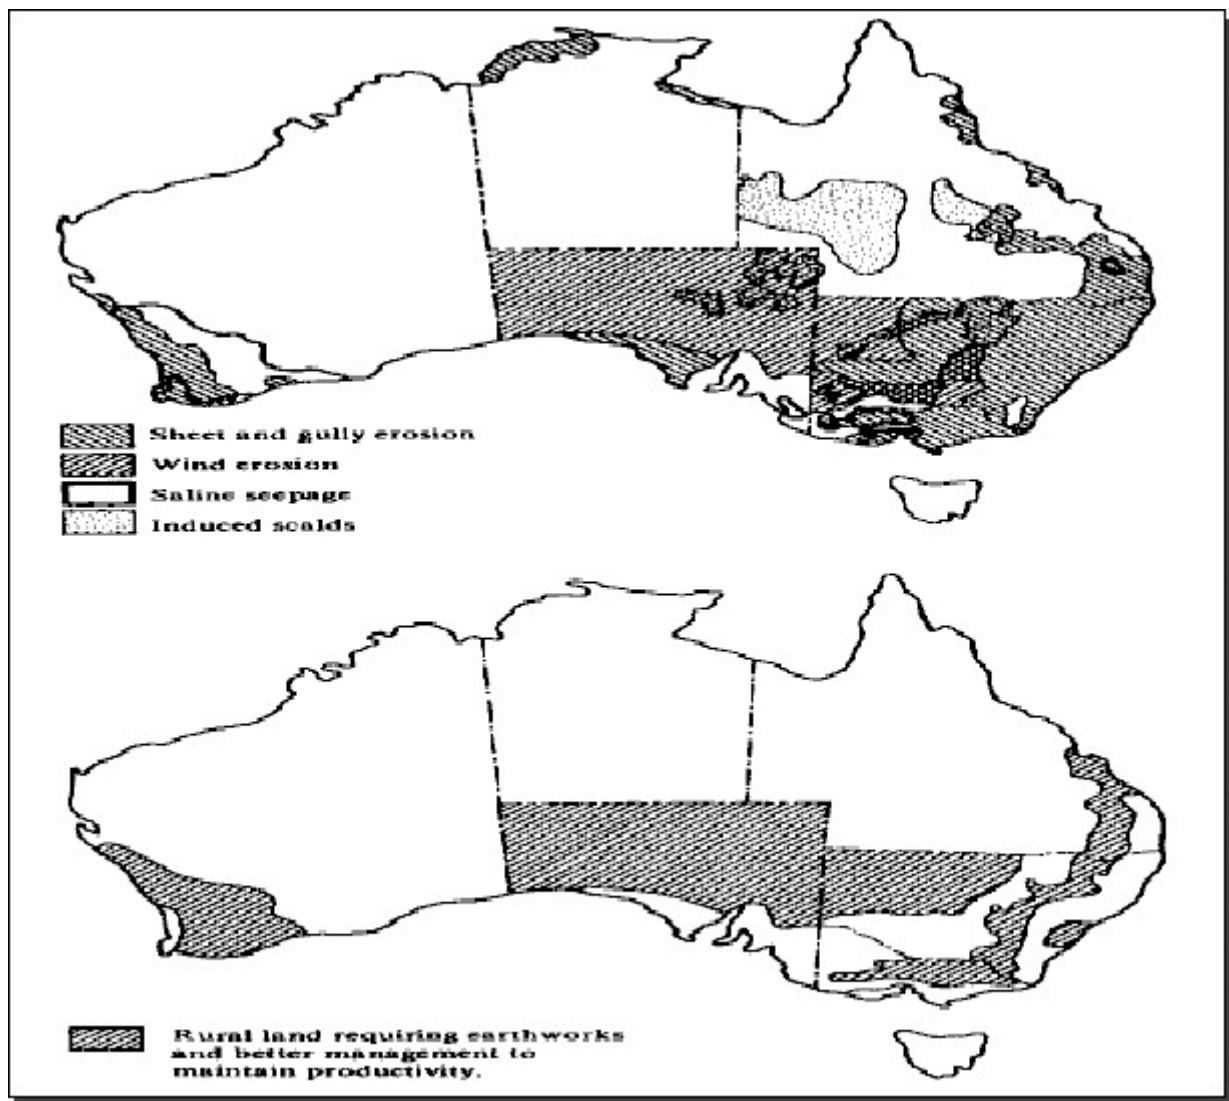 Sheet and gully erosion
Wind erosion
Saline seepage
Induced scalds
Rural land requiring earthworks
and better management to
maintain productivity.